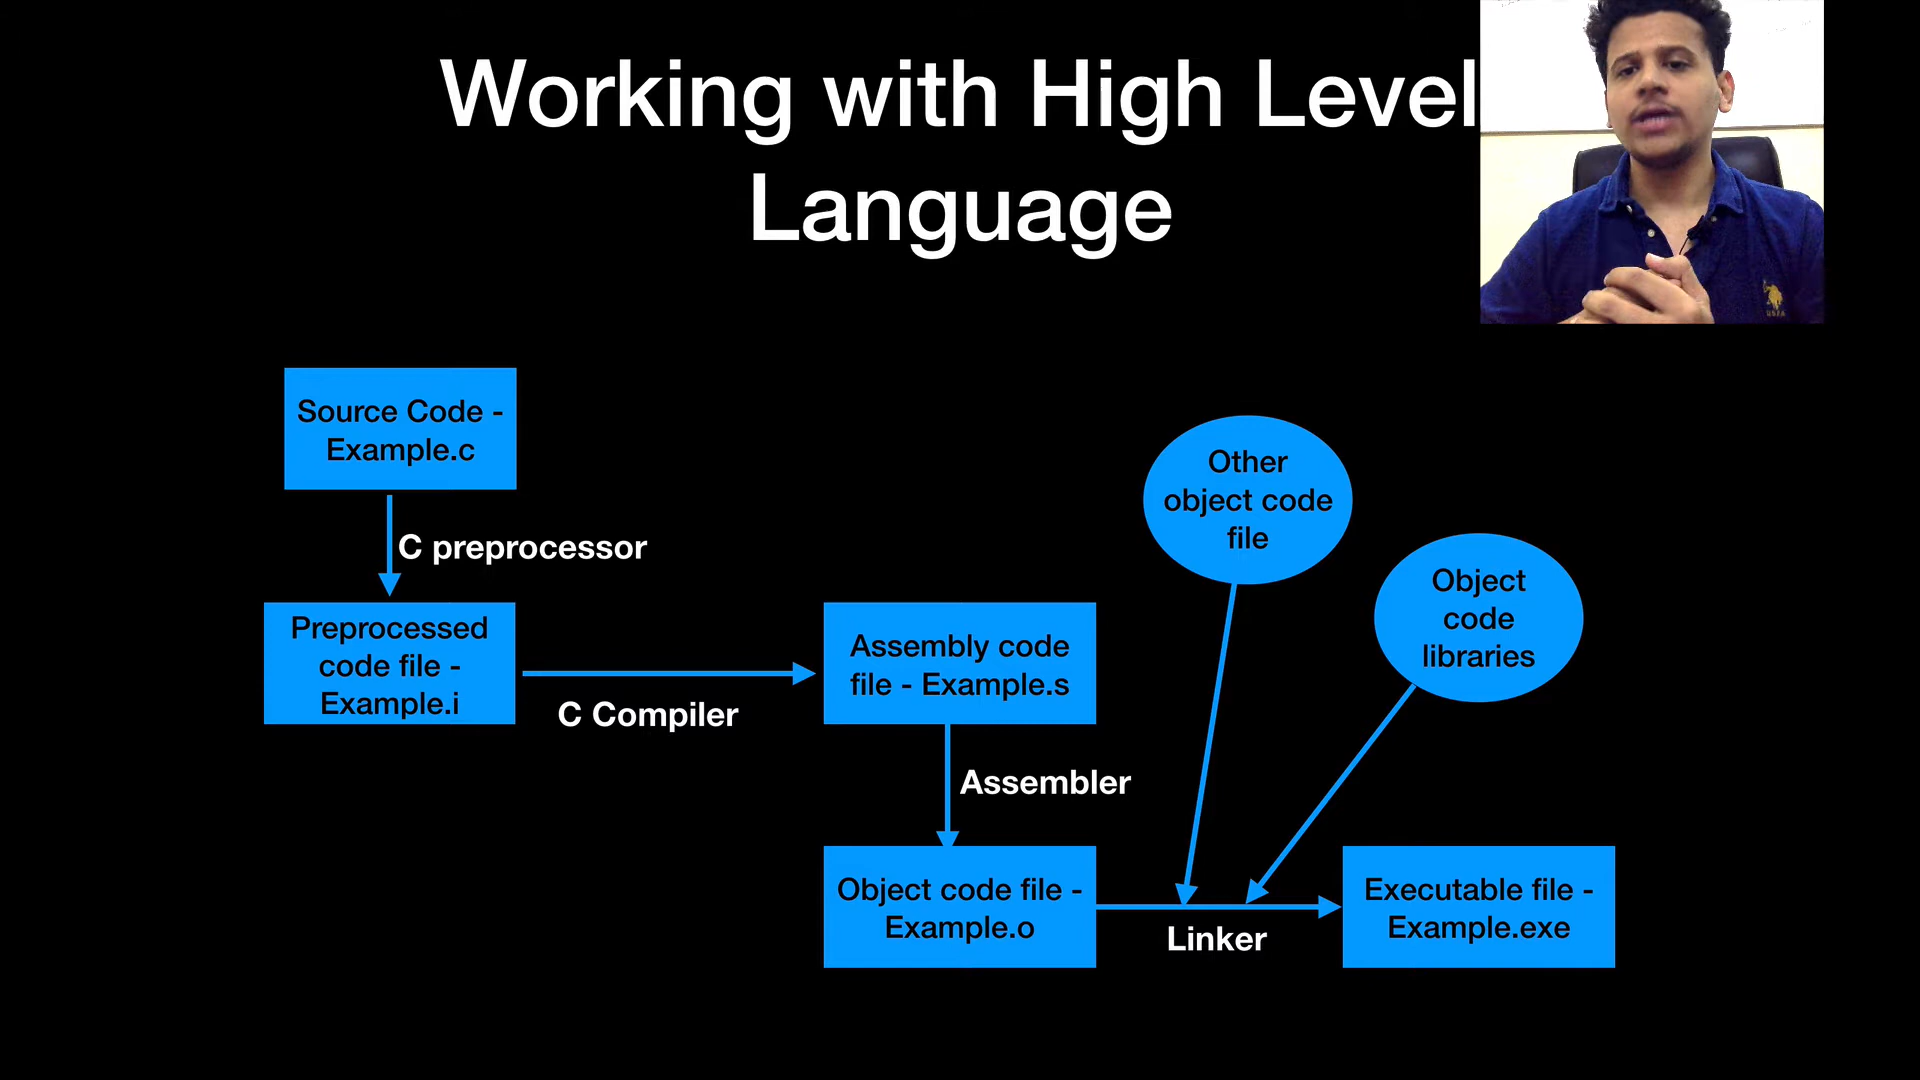 Working with High Level
Language
Source Code -
Example.c
C preprocessor
Preprocessed
code file -
Example.i
C Compiler
Assembly code
file - Example.s
Assembler
Object code file -
Example.o
Other
object code
file
Object
code
libraries
Linker
Executable file -
Example.exe